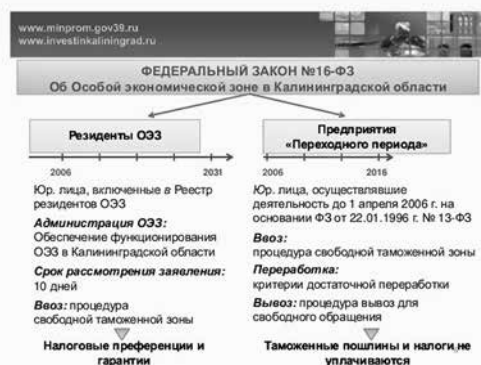 www.minprom.gov39.ru
www.investinkaliningrad.ru
ФЕДЕРАЛЬНЫЙ ЗАКОН №16-ФЗ
Об Особой экономической зоне в Калининградской области
Резиденты ОЭЗ
2006
2031
Юр. лица, включенные в Реестр
резидентов ОЭЗ
Администрация ОЭЗ:
Обеспечение функционирования
ОЭЗ в Калининградской области
Срок рассмотрения заявления:
10 дней
Ввоз: процедура
свободной таможенной зоны
Налоговые преференции и
гарантии
Предприятия
«Переходного периода»
2006
2016
Юр. лица, осуществлявшие
деятельность до 1 апреля 2006 г. на
основании ФЗ от 22.01.1996 г. № 13-ФЗ
Ввоз:
процедура свободной таможенной зоны
Переработка:
критерии достаточной переработки
Вывоз: процедура вывоз для
свободного обращения
Таможенные пошлины и налоги не
уплачиваются